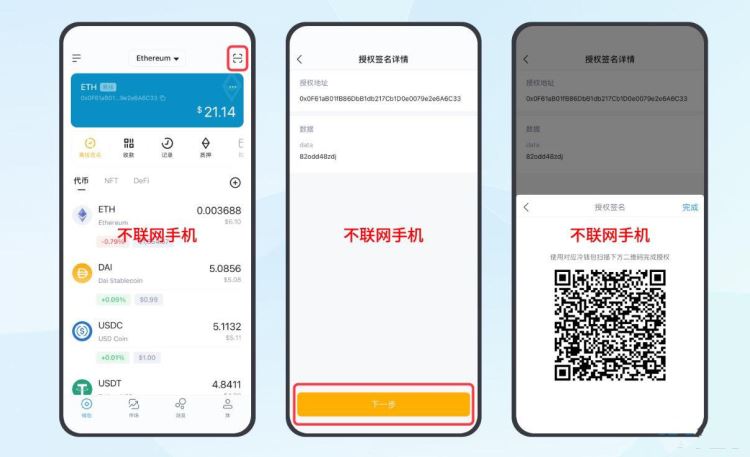 Ethereum
ETH 离线
0x0F61aB01...9e2e6A6C33
$ 21.14
离线签名 收款 记录 质押
代币 NFT DeFi
ETH 0.003688
Ethereum $6.10
-0.79%
不联网手机
DAI 5.0856
Dai Stablecoin $5.08
+0.09% $0.99
USDC 5.1132
USD Coin $5.11
+0.01% $1.00
USDT 4.8411
钱包 市场 浏览 我
授权签名详情
授权地址
0x0F61aB01fB86DbB1db217Cb1D0e0079e2e6A6C33
数据
data
82odd48zdj
不联网手机
下一步
授权签名详情
授权地址
0x0F61aB01fB86DbB1db217Cb1D0e0079e2e6A6C33
数据
data
82odd48zdj
授权签名 完成
不联网手机
使用对应冷钱包扫描下方二维码完成授权